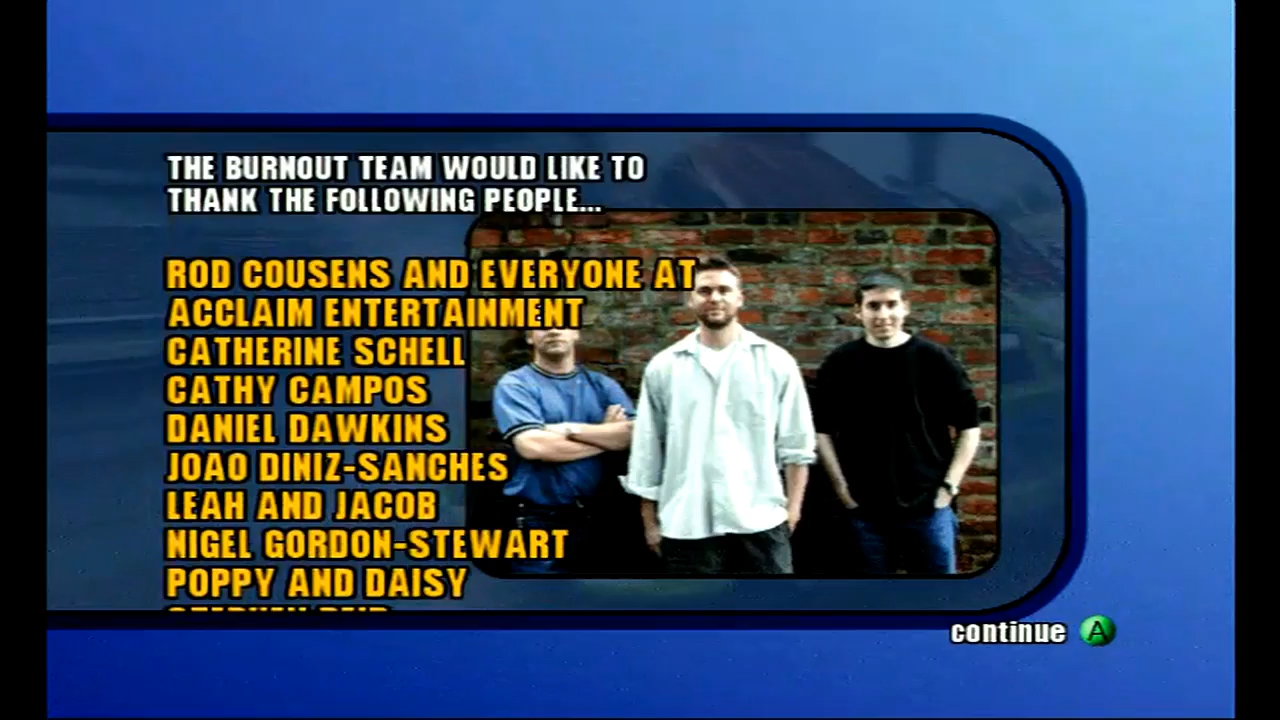 THE BURNOUT TEAM WOULD LIKE TO
THANK THE FOLLOWING PEOPLE...
ROD COUSENS AND EVERYONE AT
ACCLAIM ENTERTAINMENT
CATHERINE SCHELL
CATHY CAMPOS
DANIEL DAWKINS
JOAO DINIZ-SANCHES
LEAH AND JACOB
NIGEL GORDON-STEWART
POPPY AND DAISY
continue A